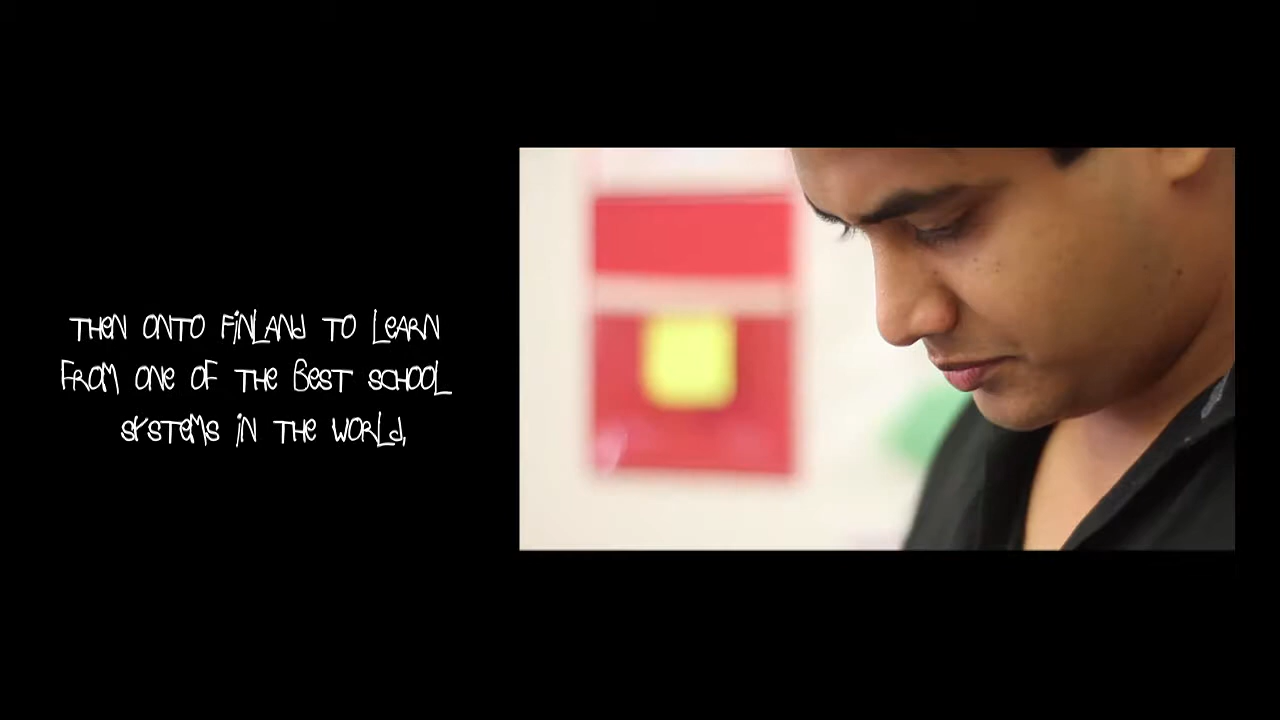 THEN ONTO FINLAND TO LEARN
FROM ONE OF THE BEST SCHOOL
SYSTEMS IN THE WORLD,